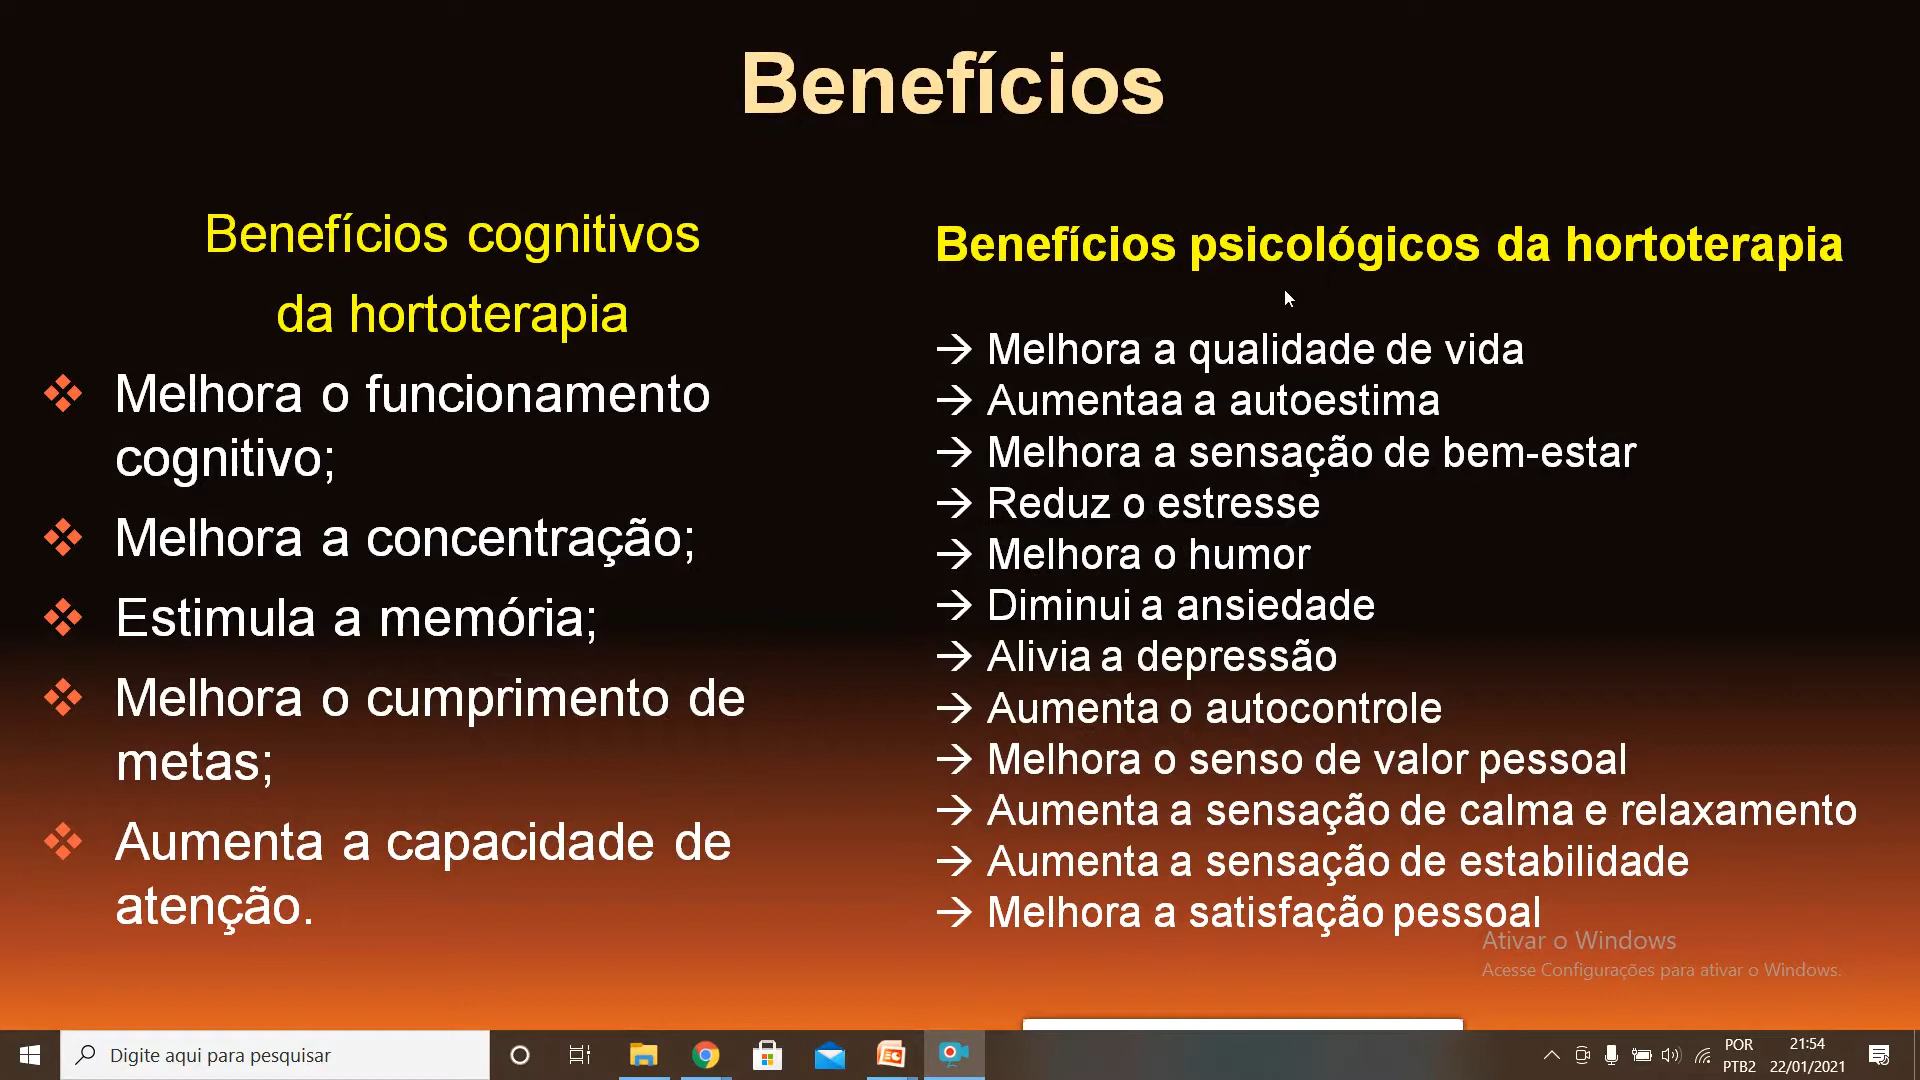 Benefícios
Benefícios cognitivos
da hortoterapia
❖ Melhora o funcionamento
cognitivo;
❖ Melhora a concentração;
❖ Estimula a memória;
❖ Melhora o cumprimento de
metas;
❖ Aumenta a capacidade de
atenção.
Benefícios psicológicos da hortoterapia
→ Melhora a qualidade de vida
→ Aumentaa a autoestima
→ Melhora a sensação de bem-estar
→ Reduz o estresse
→ Melhora o humor
→ Diminui a ansiedade
→ Alivia a depressão
→ Aumenta o autocontrole
→ Melhora o senso de valor pessoal
→ Aumenta a sensação de calma e relaxamento
→ Aumenta a sensação de estabilidade
→ Melhora a satisfação pessoal
Ativar o Windows
Acesse Configurações para ativar o Windows.
Digite aqui para pesquisar
POR
PTB2
21:54
22/01/2021